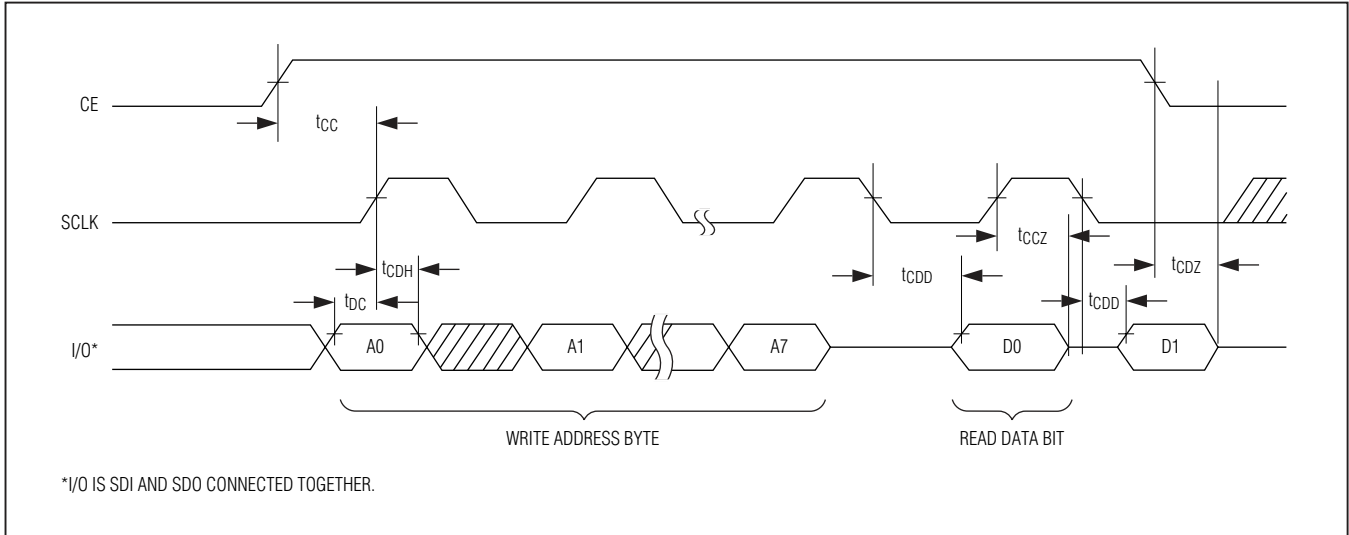 CE
tCC
SCLK
tCCZ
tCDH
tCDD
tCDZ
tDC
tCDD
I/O*
A0
A1
A7
D0
D1
WRITE ADDRESS BYTE
READ DATA BIT
*I/O IS SDI AND SDO CONNECTED TOGETHER.